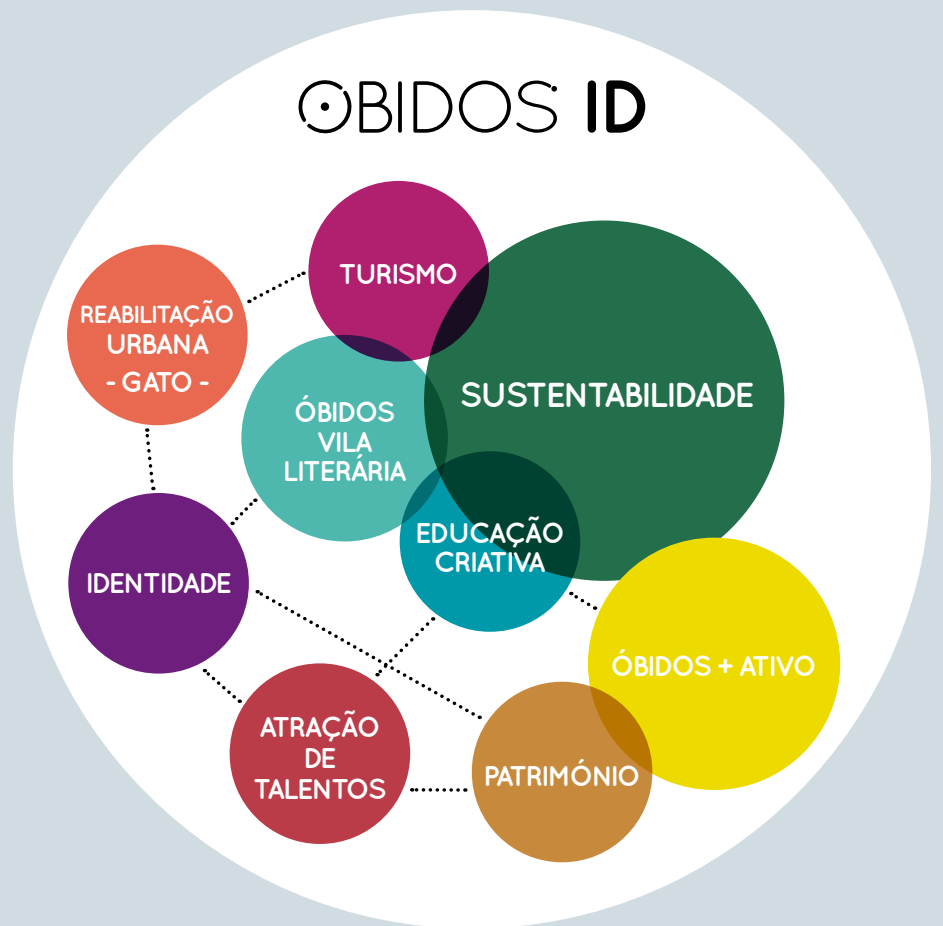 ÓBIDOS ID
TURISMO
REABILITAÇÃO
URBANA
- GATO -
SUSTENTABILIDADE
ÓBIDOS
VILA
LITERÁRIA
EDUCAÇÃO
CRIATIVA
IDENTIDADE
ÓBIDOS + ATIVO
ATRAÇÃO
DE
TALENTOS
PATRIMÓNIO